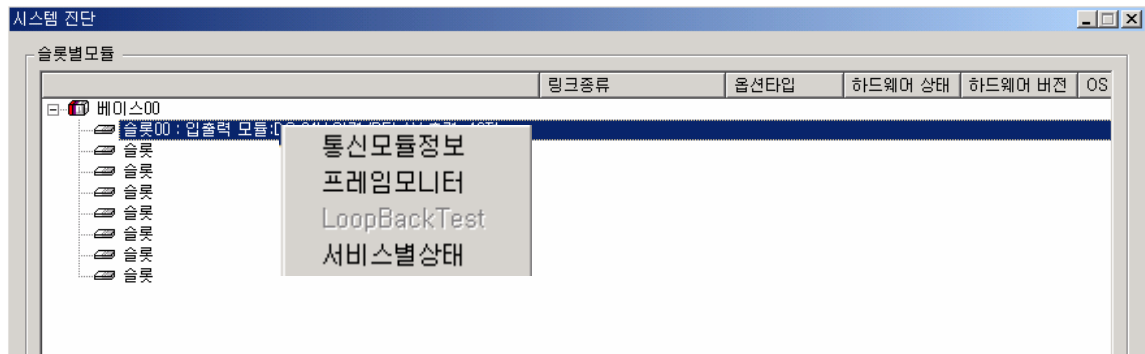 시스템 진단
슬롯별모듈
링크종류 옵션타입 하드웨어 상태 하드웨어 버전 OS
베이스00
슬롯00 : 입출력 모듈:
통신모듈정보
슬롯
슬롯
프레임모니터
슬롯
LoopBackTest
슬롯
슬롯
서비스별상태
슬롯
슬롯